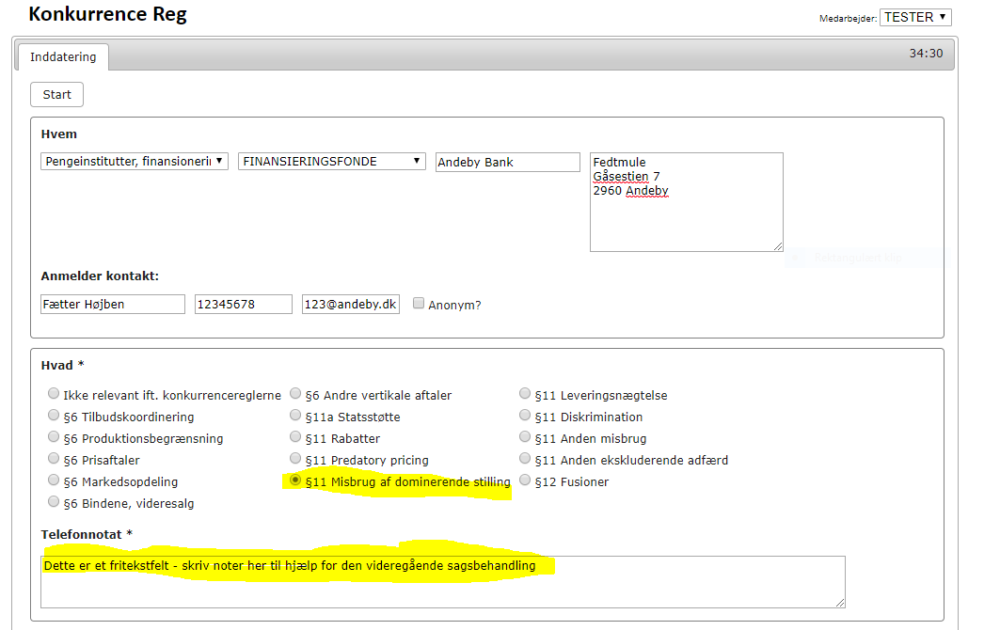 Konkurrence Reg
Medarbejder: TESTER
Inddatering 34:30
Start
Hvem
Pengeinstitutter, finansionerin FINANSIERINGSFONDE Andeby Bank Fedtmule
Gåsestien 7
2960 Andeby
Rektangulært klip
Anmelder kontakt:
Fætter Højben 12345678 123@andeby.dk Anonym?
Hvad *
Ikke relevant ift. konkurrencereglerne §6 Andre vertikale aftaler §11 Leveringsnægtelse
§6 Tilbudskoordinering §11a Statsstøtte §11 Diskrimination
§6 Produktionsbegrænsning §11 Rabatter §11 Anden misbrug
§6 Prisaftaler §11 Predatory pricing §11 Anden ekskluderende adfærd
§6 Markedsopdeling §11 Misbrug af dominerende stilling §12 Fusioner
§6 Bindene, videresalg
Telefonnotat *
Dette er et fritekstfelt - skriv noter her til hjælp for den videregående sagsbehandling